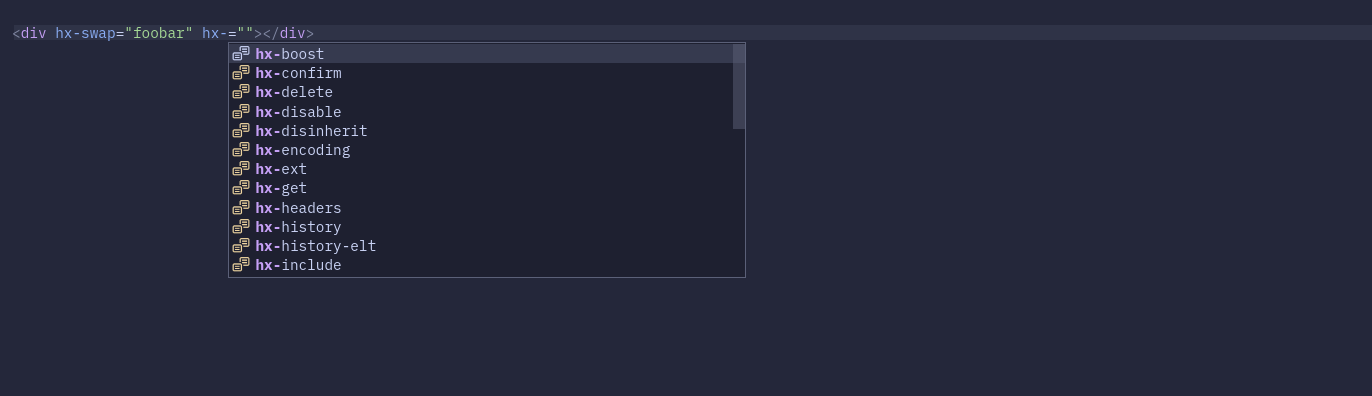 <div hx-swap="foobar" hx-=""></div>
hx-boost
hx-confirm
hx-delete
hx-disable
hx-disinherit
hx-encoding
hx-ext
hx-get
hx-headers
hx-history
hx-history-elt
hx-include